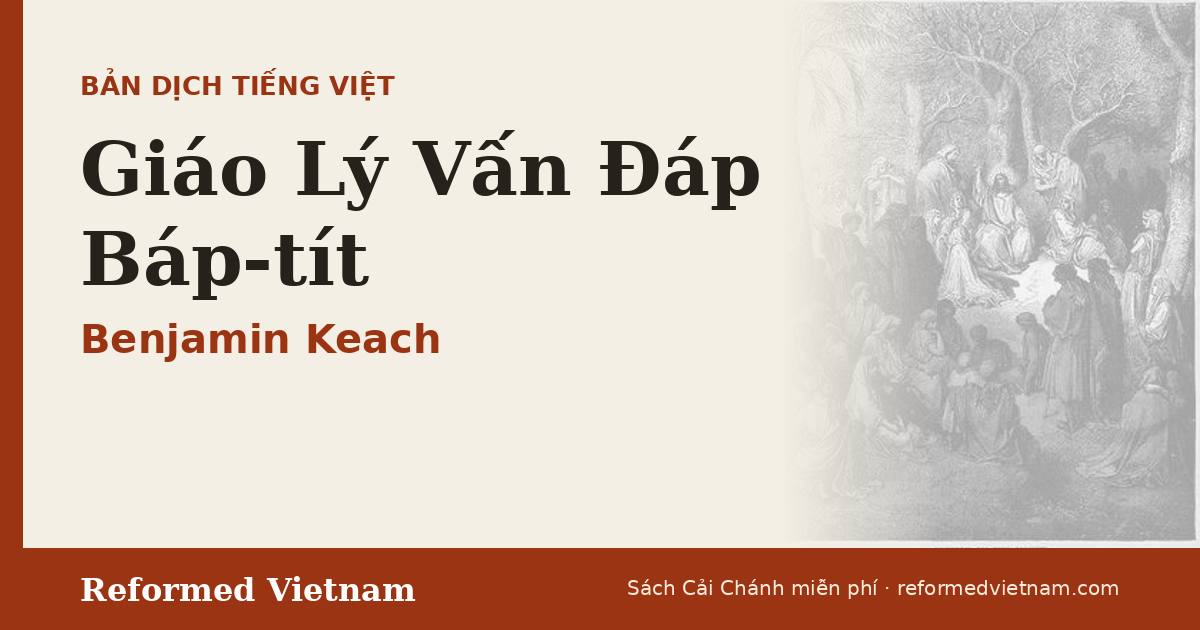 BẢN DỊCH TIẾNG VIỆT
Giáo Lý Vấn Đáp
Báp-tít
Benjamin Keach
Reformed Vietnam
Sách Cải Chánh miễn phí · reformedvietnam.com